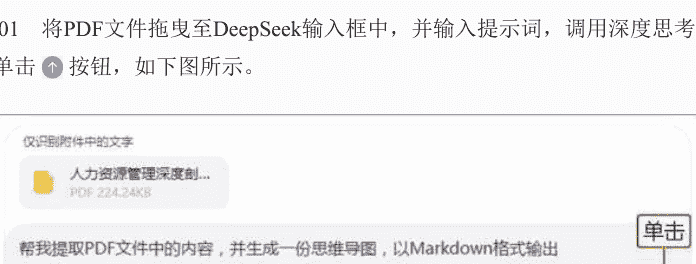 01 将PDF文件拖曳至DeepSeek输入框中，并输入提示词，调用深度思考
单击 按钮，如下图所示。
仅识别附件中的文字
人力资源管理深度剖...
PDF 224.24KB
单击
帮我提取PDF文件中的内容，并生成一份思维导图，以Markdown格式输出